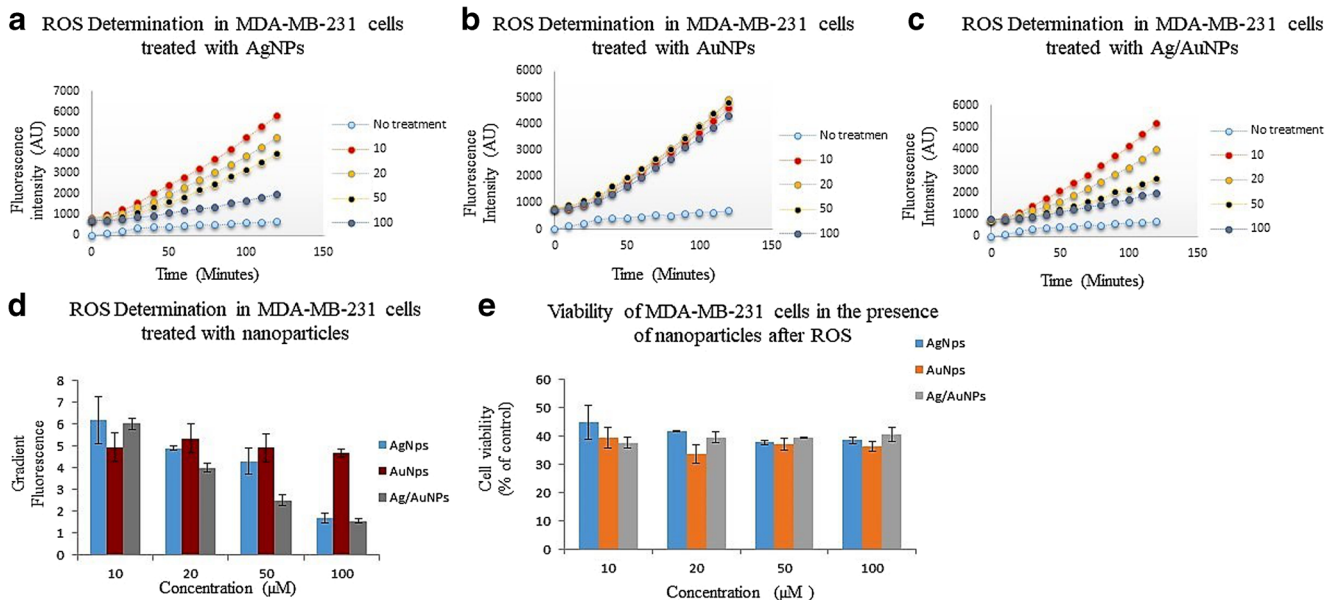 a
ROS Determination in MDA-MB-231 cells
treated with AgNPs
7000
6000
5000
4000
3000
2000
1000
0
0
50
100
150
Fluorescence
intensity (AU)
Time (Minutes)
No treatment
10
20
50
100
b
ROS Determination in MDA-MB-231 cells
treated with AuNPs
6000
5000
4000
3000
2000
1000
0
0
50
100
150
Fluorescence
Intensity (AU)
Time (Minutes)
No treatmen
10
20
50
100
c
ROS Determination in MDA-MB-231 cells
treated with Ag/AuNPs
6000
5000
4000
3000
2000
1000
0
0
50
100
150
Fluorescence
Intensity (AU)
Time (Minutes)
No treatment
10
20
50
100
d
ROS Determination in MDA-MB-231 cells
treated with nanoparticles
8
7
6
5
4
3
2
1
0
10
20
50
100
Gradient
Fluorescence
Concentration (μM)
AgNps
AuNps
Ag/AuNPs
e
Viability of MDA-MB-231 cells in the presence
of nanoparticles after ROS
60
50
40
30
20
10
0
10
20
50
100
Cell viability
(% of control)
Concentration (μM )
AgNps
AuNps
Ag/AuNPs